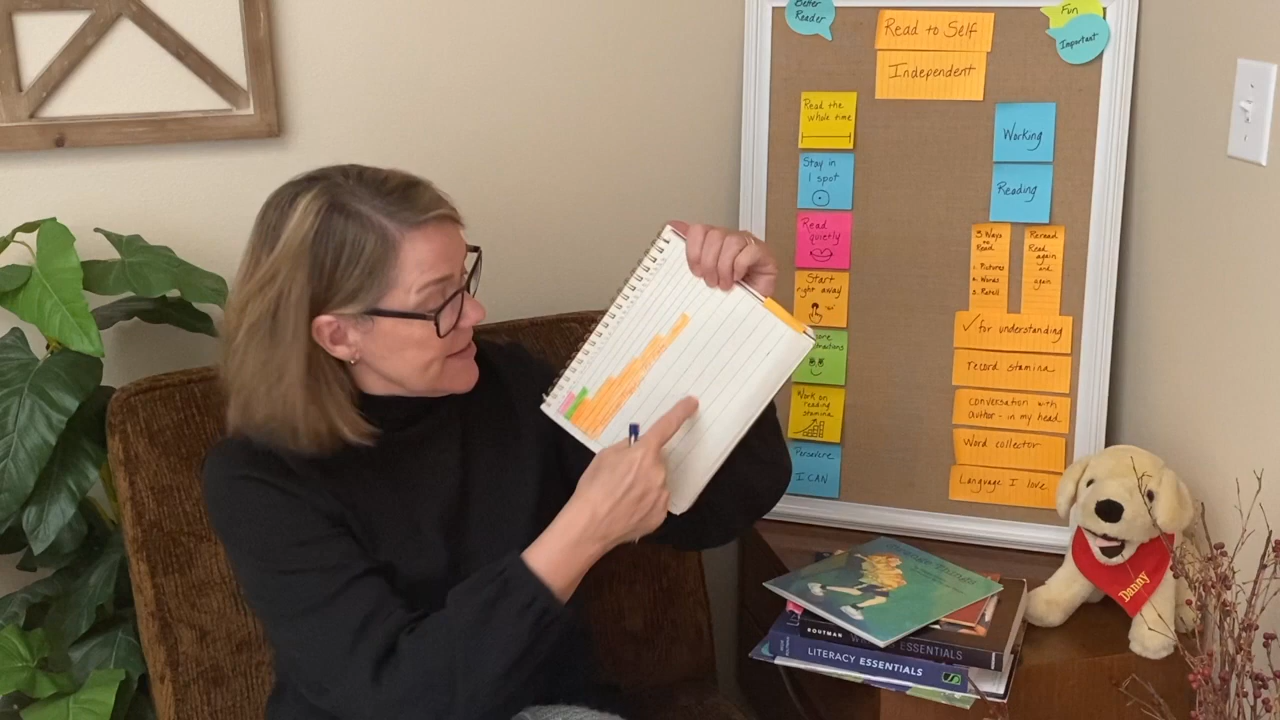 Better
Reader
Read to Self
Independent
Fun
Important
Read the
whole time
Stay in
1 spot
Read
quietly
Start
right away
Work on
reading
stamina
Persevere
I CAN
Working
Reading
3 Ways
to
Read
1. Pictures
2. Words
3. Retell
Reread
Read
again
and
again
✓ for understanding
record stamina
conversation with
author - in my head
Word collector
Language I love
ROUTMAN
ESSENTIALS
LITERACY ESSENTIALS
Danny